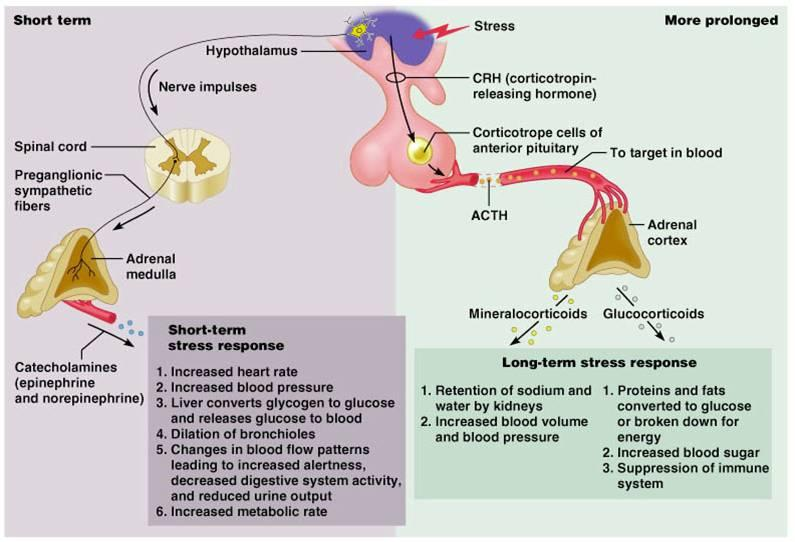 Short term
More prolonged
Stress
Hypothalamus
Nerve impulses
CRH (corticotropin-
releasing hormone)
Spinal cord
Corticotrope cells of
anterior pituitary
To target in blood
Preganglionic
sympathetic
fibers
ACTH
Adrenal
cortex
Adrenal
medulla
Mineralocorticoids
Glucocorticoids
Catecholamines
(epinephrine
and norepinephrine)
Short-term
stress response
1. Increased heart rate
2. Increased blood pressure
3. Liver converts glycogen to glucose
and releases glucose to blood
4. Dilation of bronchioles
5. Changes in blood flow patterns
leading to increased alertness,
decreased digestive system activity,
and reduced urine output
6. Increased metabolic rate
Long-term stress response
1. Retention of sodium and
water by kidneys
2. Increased blood volume
and blood pressure
1. Proteins and fats
converted to glucose
or broken down for
energy
2. Increased blood sugar
3. Suppression of immune
system